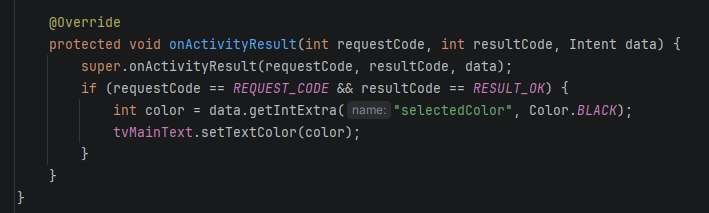 @Override
protected void onActivityResult(int requestCode, int resultCode, Intent data) {
super.onActivityResult(requestCode, resultCode, data);
if (requestCode == REQUEST_CODE && resultCode == RESULT_OK) {
int color = data.getIntExtra( name: "selectedColor", Color.BLACK);
tvMainText.setTextColor(color);
}
}
}